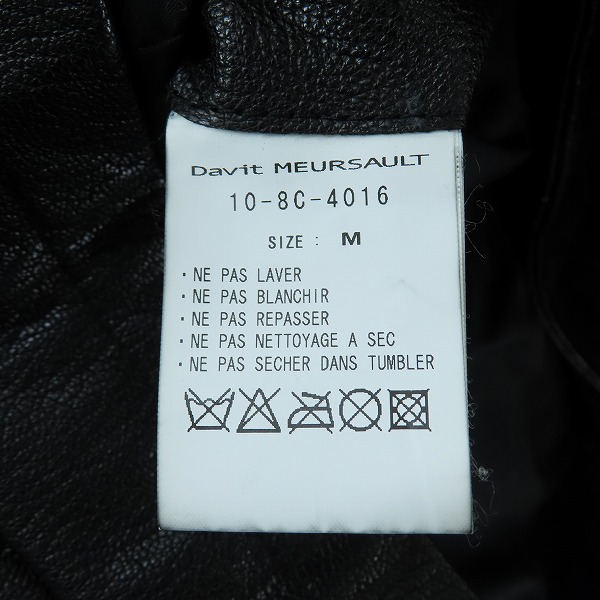 Davit MEURSAULT
10-8C-4016
SIZE : M
・NE PAS LAVER
・NE PAS BLANCHIR
・NE PAS REPASSER
・NE PAS NETTOYAGE A SEC
・NE PAS SECHER DANS TUMBLER